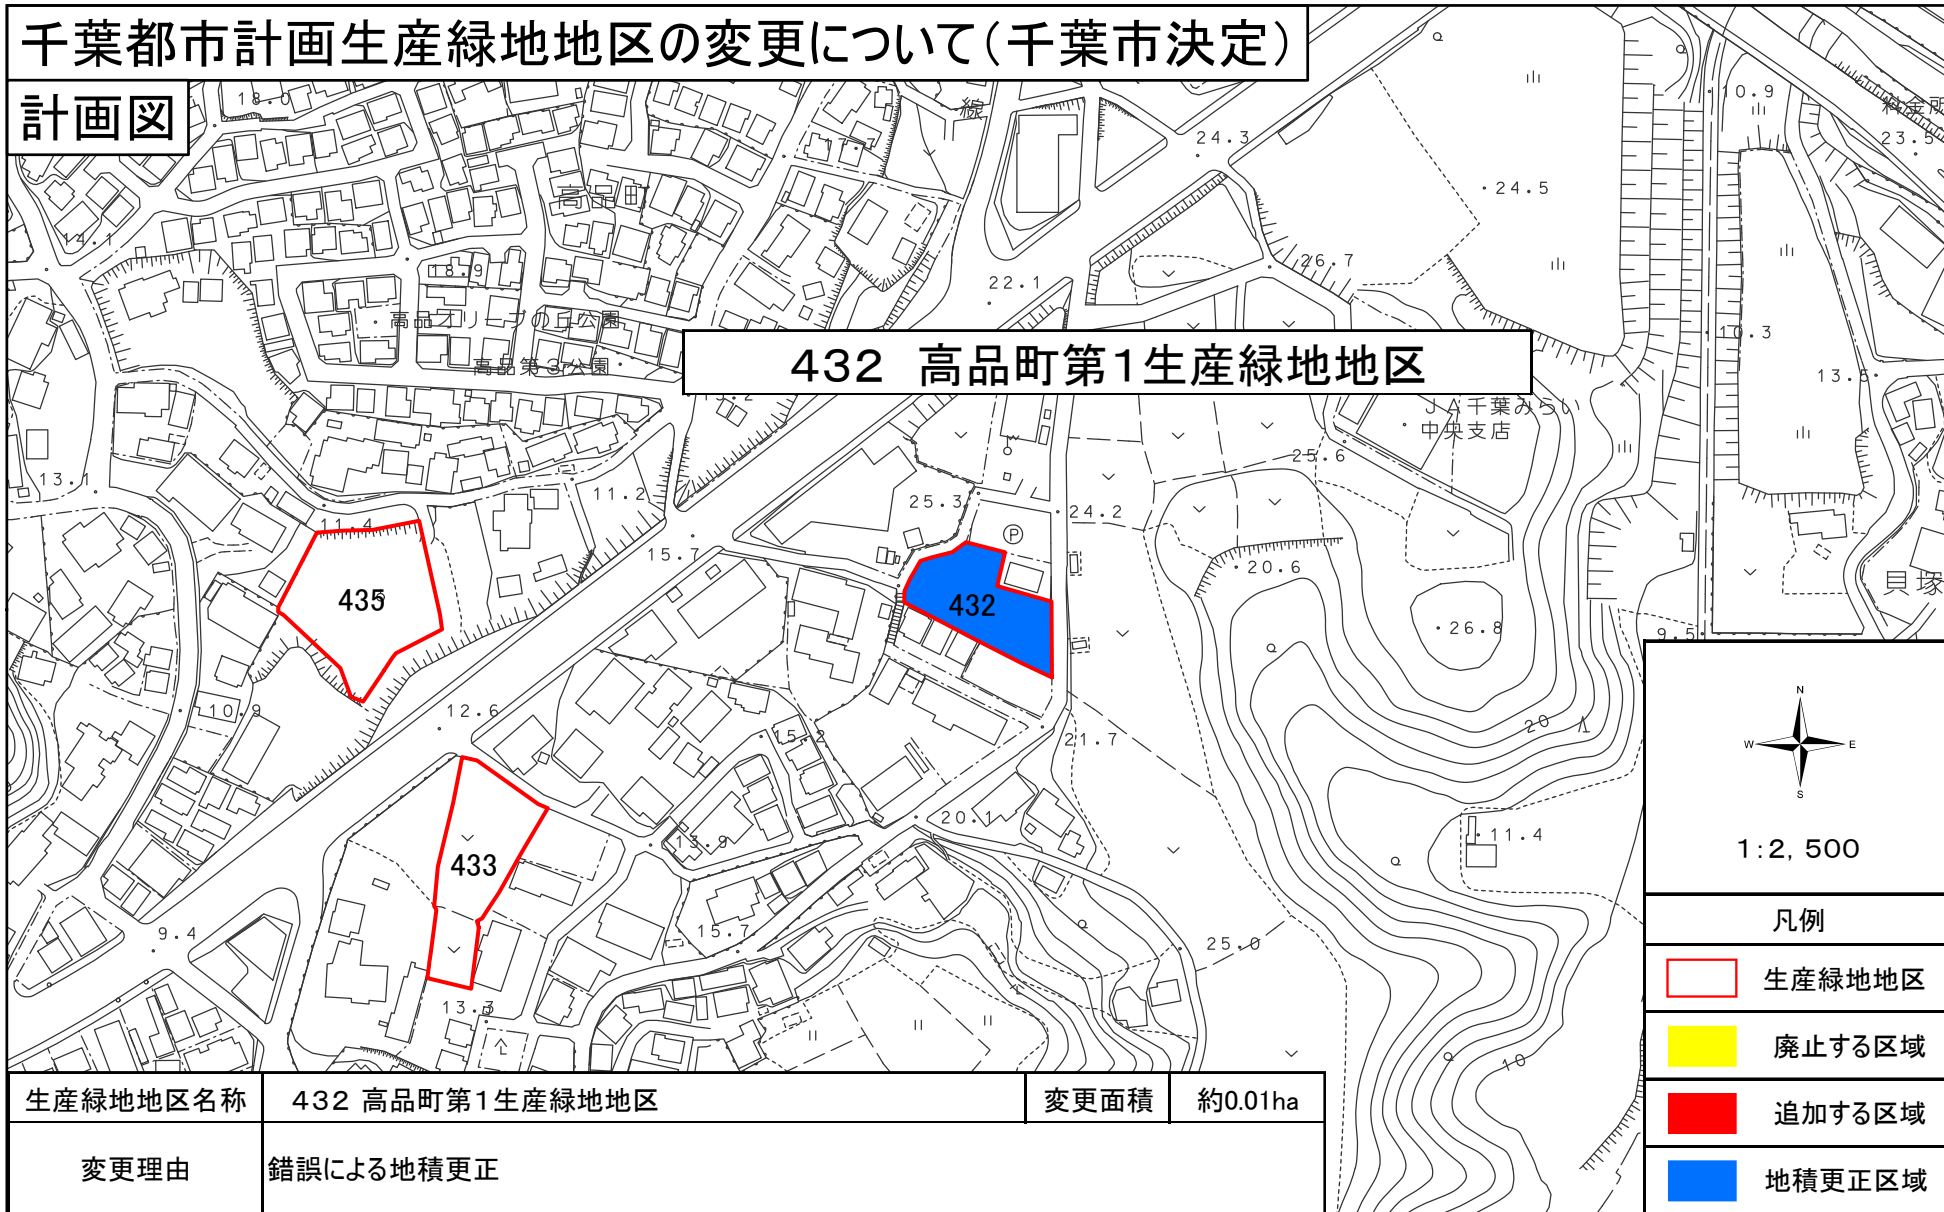 千葉都市計画生産緑地地区の変更について(千葉市決定)
計画図
432 高品町第1生産緑地地区
18.0
線
17.7
24.3
10.9
料金所
23.5
24.5
高品町
14.1
18.9
26.7
22.1
高品オリーブの丘公園
高品第3公園
10.3
13.5
JA千葉みらい
中央支店
13.1
11.2
25.3
25.6
24.2
11.4
15.7
P
20.6
貝塚
435
432
26.8
9.5
10.9
12.6
15.2
21.7
20
433
13.9
20.1
11.4
9.4
15.7
25.0
13.3
10
N
W
E
S
1:2,500
凡例
生産緑地地区
廃止する区域
追加する区域
地積更正区域
生産緑地地区名称
432 高品町第1生産緑地地区
変更面積
約0.01ha
変更理由
錯誤による地積更正